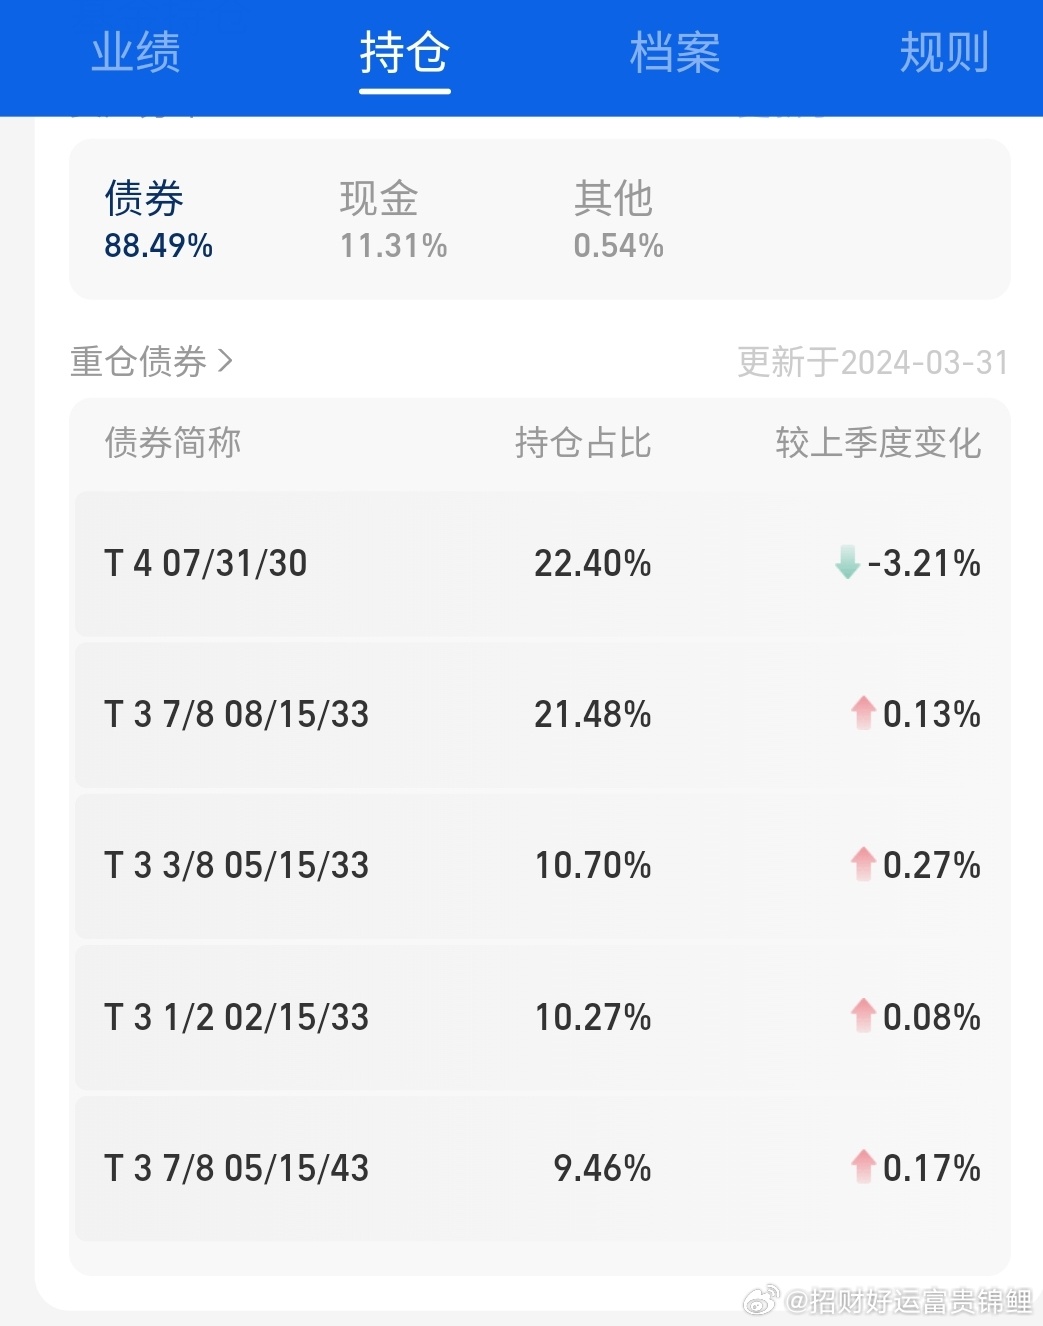 业绩 持仓 档案 规则
债券 现金 其他
88.49% 11.31% 0.54%
重仓债券 > 更新于2024-03-31
债券简称 持仓占比 较上季度变化
T 4 07/31/30 22.40% -3.21%
T 3 7/8 08/15/33 21.48% 0.13%
T 3 3/8 05/15/33 10.70% 0.27%
T 3 1/2 02/15/33 10.27% 0.08%
T 3 7/8 05/15/43 9.46% 0.17%
@招财好运富贵锦鲤